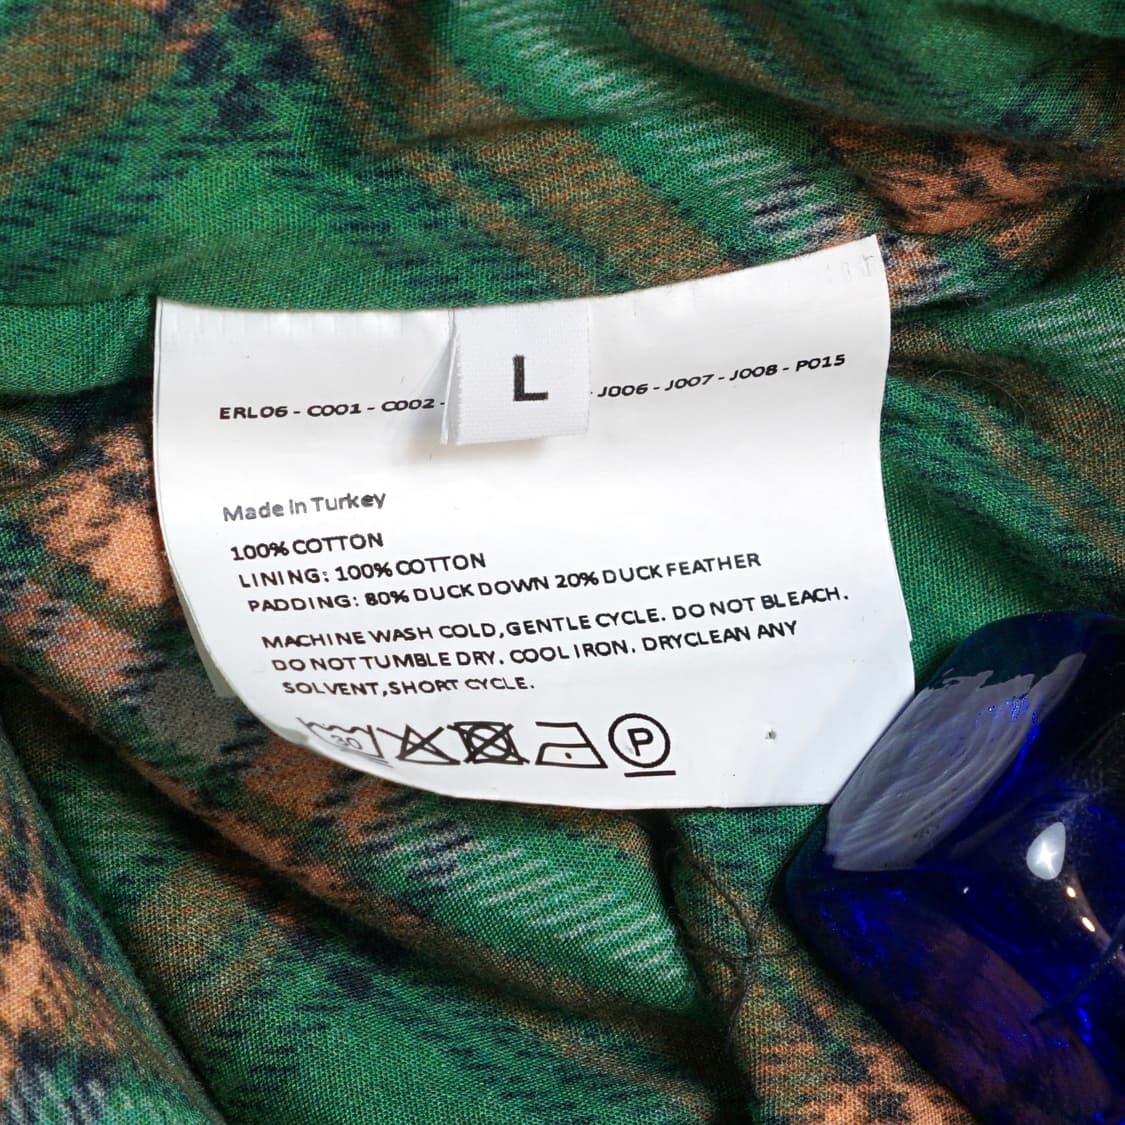 ERL06 - C001 - C002 -
L
J006 - J007 - J008 - P015
Made in Turkey
100% COTTON
LINING: 100% COTTON
PADDING: 80% DUCK DOWN 20% DUCK FEATHER
MACHINE WASH COLD, GENTLE CYCLE. DO NOT BLEACH.
DO NOT TUMBLE DRY. COOL IRON. DRYCLEAN ANY
SOLVENT, SHORT CYCLE.
30
P